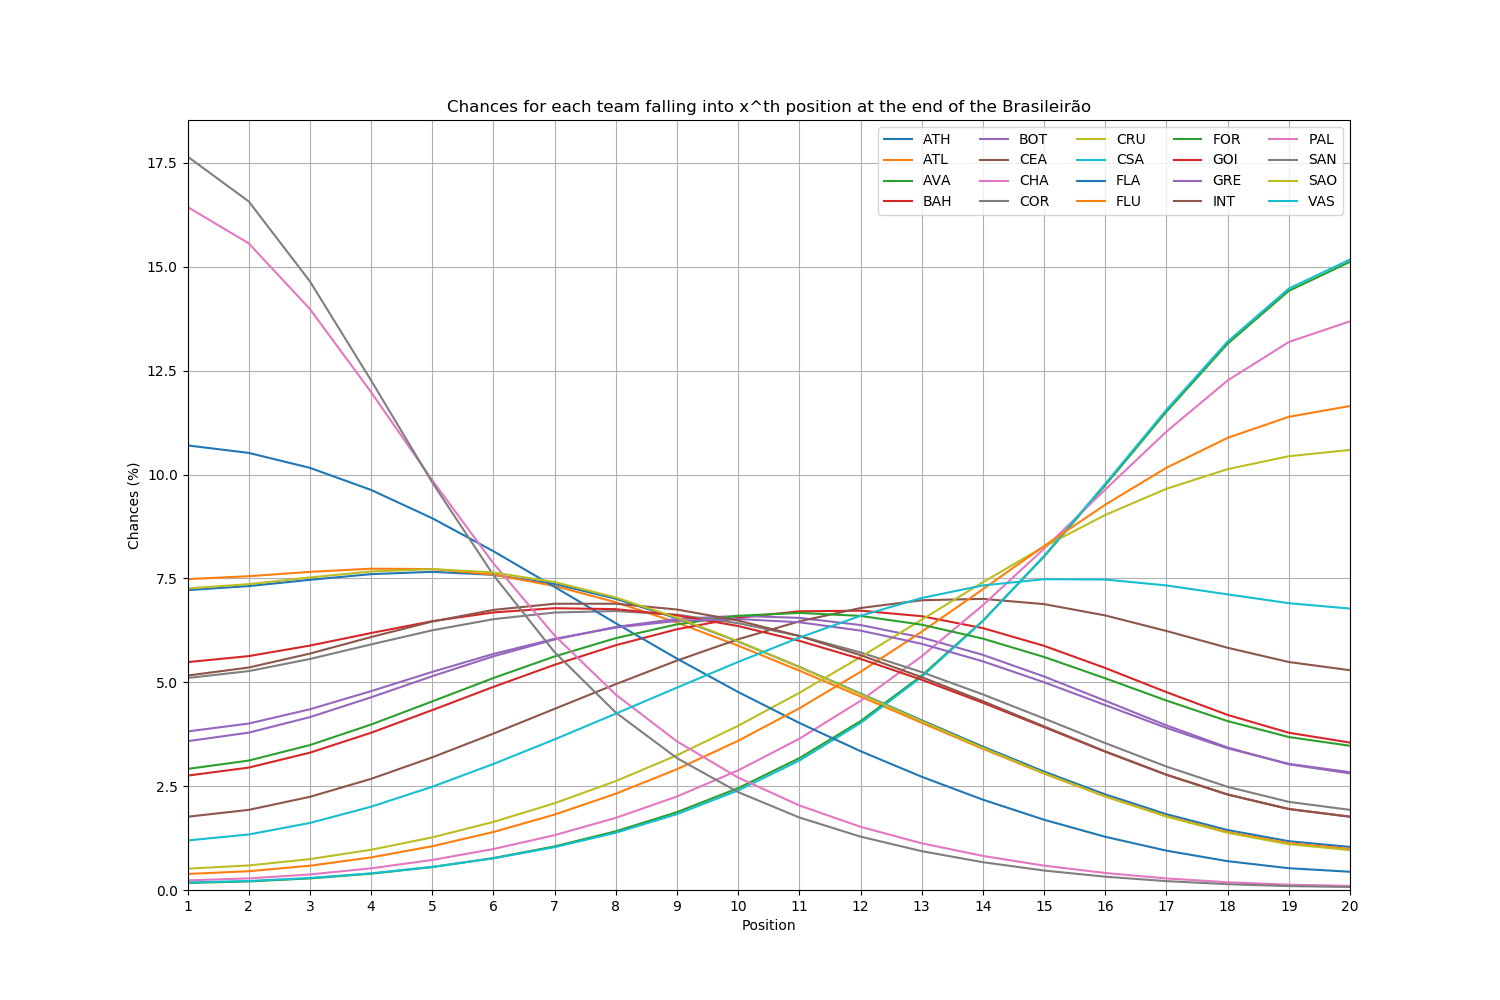 Chances for each team falling into x^th position at the end of the Brasileirão
ATH BOT CRU FOR PAL
ATL CEA CSA GOI SAN
AVA CHA FLA GRE SAO
BAH COR FLU INT VAS
17.5
15.0
12.5
10.0
7.5
5.0
2.5
0.0
Chances (%)
1 2 3 4 5 6 7 8 9 10 11 12 13 14 15 16 17 18 19 20
Position